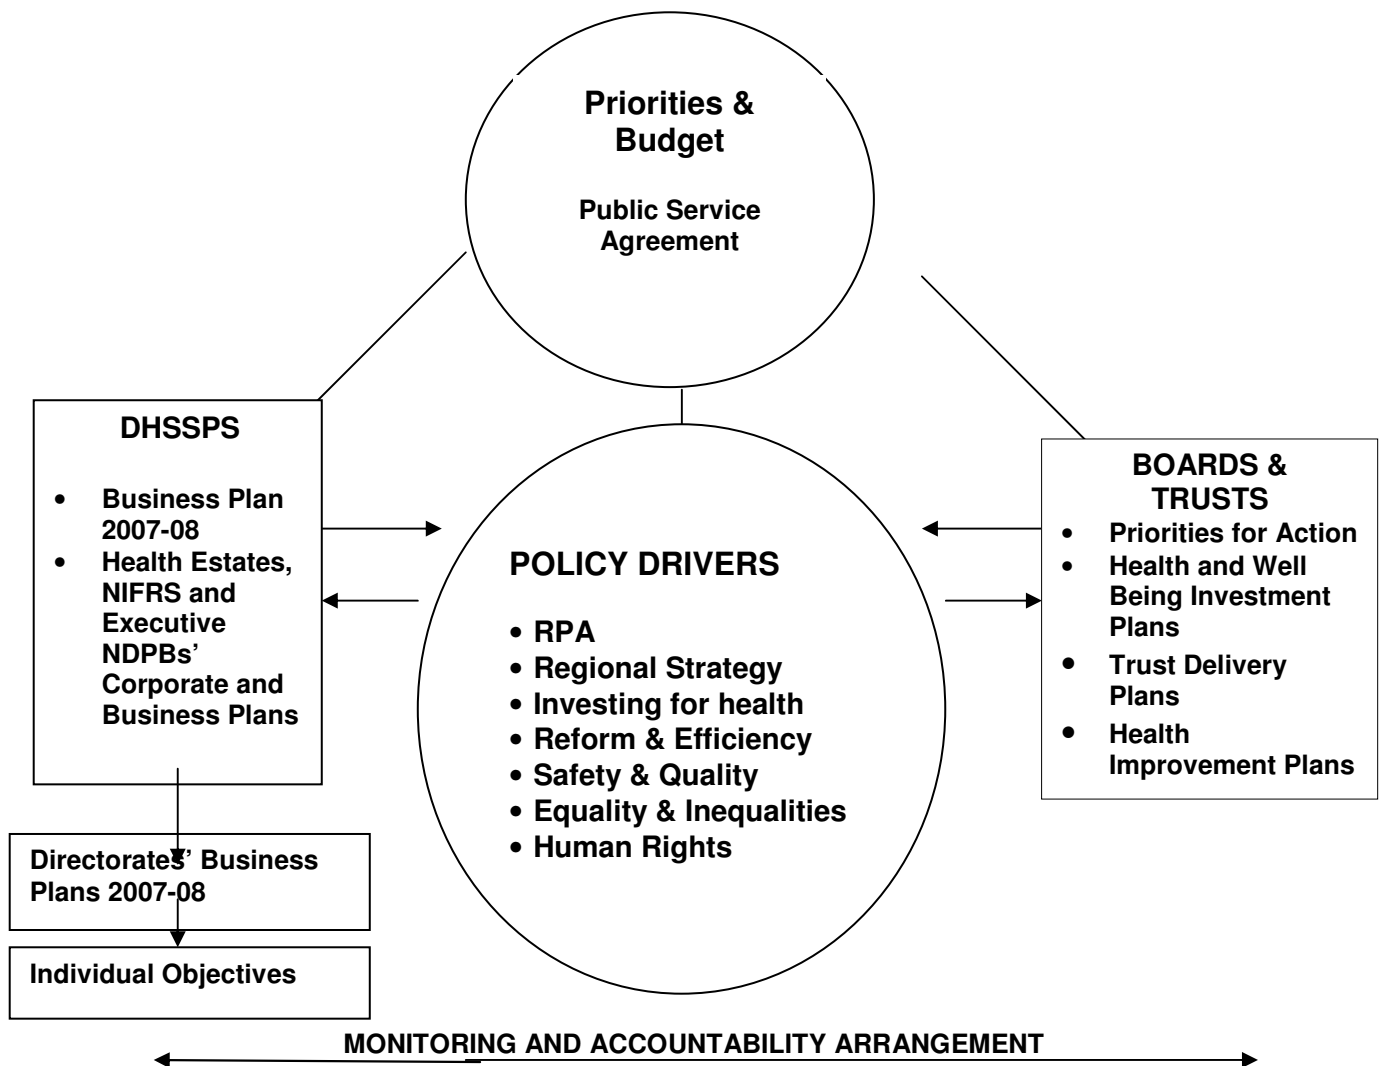 Priorities &
Budget
Public Service
Agreement
DHSSPS
• Business Plan
2007-08
• Health Estates,
NIFRS and
Executive
NDPBs’
Corporate and
Business Plans
Directorates’ Business
Plans 2007-08
Individual Objectives
POLICY DRIVERS
• RPA
• Regional Strategy
• Investing for health
• Reform & Efficiency
• Safety & Quality
• Equality & Inequalities
• Human Rights
BOARDS &
TRUSTS
• Priorities for Action
• Health and Well
Being Investment
Plans
• Trust Delivery
Plans
• Health
Improvement Plans
MONITORING AND ACCOUNTABILITY ARRANGEMENT